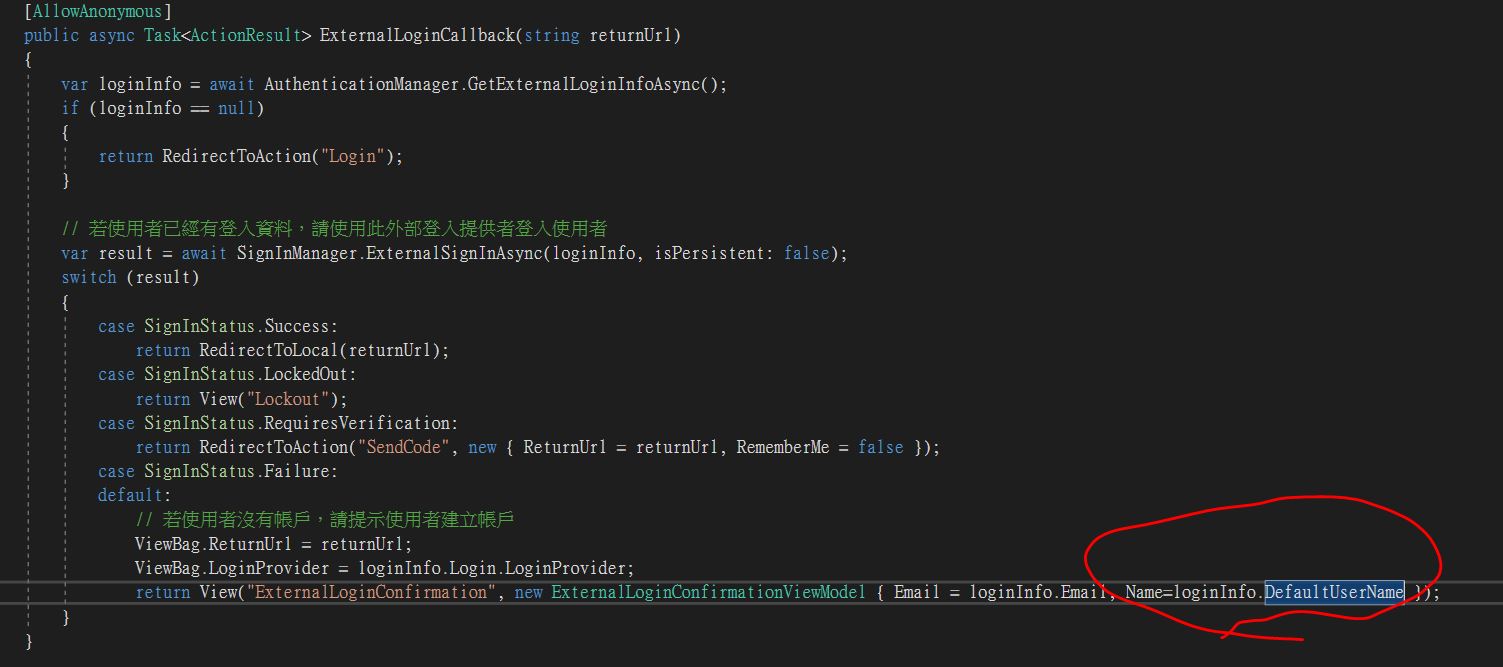 [AllowAnonymous]
public async Task<ActionResult> ExternalLoginCallback(string returnUrl)
{
var loginInfo = await AuthenticationManager.GetExternalLoginInfoAsync();
if (loginInfo == null)
{
return RedirectToAction("Login");
}
// 若使用者已經有登入資料，請使用此外部登入提供者登入使用者
var result = await SignInManager.ExternalSignInAsync(loginInfo, isPersistent: false);
switch (result)
{
case SignInStatus.Success:
return RedirectToLocal(returnUrl);
case SignInStatus.LockedOut:
return View("Lockout");
case SignInStatus.RequiresVerification:
return RedirectToAction("SendCode", new { ReturnUrl = returnUrl, RememberMe = false });
case SignInStatus.Failure:
default:
// 若使用者沒有帳戶，請提示使用者建立帳戶
ViewBag.ReturnUrl = returnUrl;
ViewBag.LoginProvider = loginInfo.Login.LoginProvider;
return View("ExternalLoginConfirmation", new ExternalLoginConfirmationViewModel { Email = loginInfo.Email, Name=loginInfo.DefaultUserName });
}
}